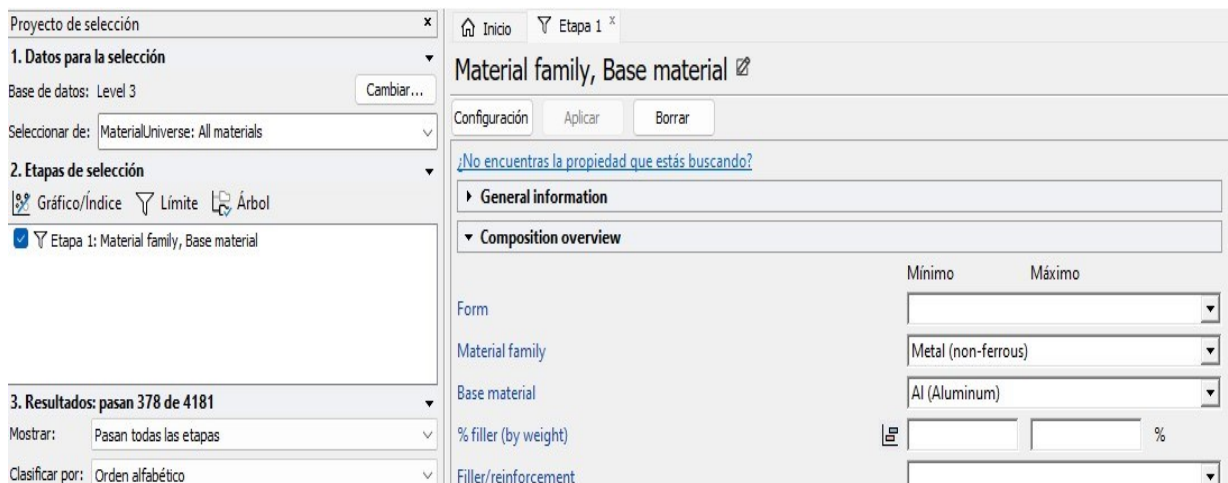 Proyecto de selección x
1. Datos para la selección
Base de datos: Level 3 Cambiar...
Seleccionar de: MaterialUniverse: All materials
2. Etapas de selección
Gráfico/Índice Límite Árbol
Etapa 1: Material family, Base material
3. Resultados: pasan 378 de 4181
Mostrar: Pasan todas las etapas
Clasificar por: Orden alfabético
Inicio Etapa 1 x
Material family, Base material
Configuración Aplicar Borrar
¿No encuentras la propiedad que estás buscando?
General information
Composition overview
Mínimo Máximo
Form
Material family Metal (non-ferrous)
Base material Al (Aluminum)
% filler (by weight) %
Filler/reinforcement